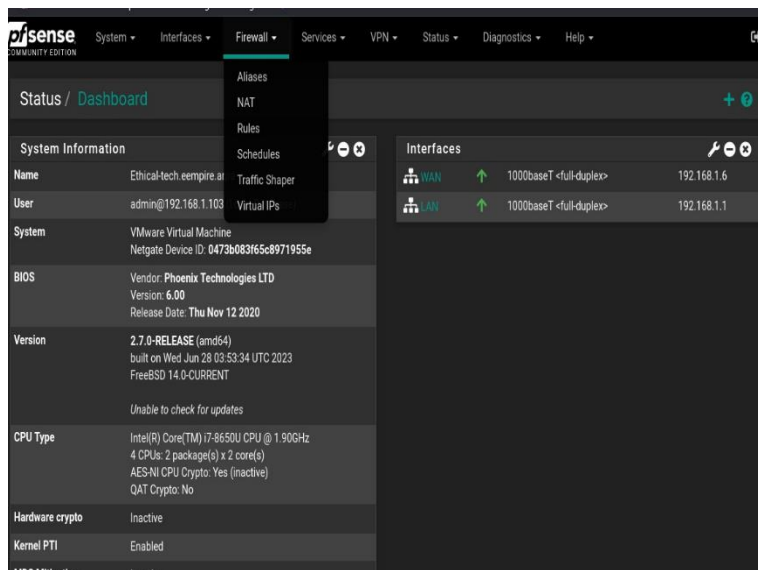 pfsense
COMMUNITY EDITION
System
Interfaces
Firewall
Services
VPN
Status
Diagnostics
Help
Aliases
NAT
Rules
Schedules
Traffic Shaper
Virtual IPs
Status / Dashboard
System Information
Name Ethical-tech.eempire.ar
User admin@192.168.1.103
System VMware Virtual Machine
Netgate Device ID: 0473b083f65c8971955e
BIOS Vendor: Phoenix Technologies LTD
Version: 6.00
Release Date: Thu Nov 12 2020
Version 2.7.0-RELEASE (amd64)
built on Wed Jun 28 03:53:34 UTC 2023
FreeBSD 14.0-CURRENT
Unable to check for updates
CPU Type Intel(R) Core(TM) i7-8650U CPU @ 1.90GHz
4 CPUs: 2 package(s) x 2 core(s)
AES-NI CPU Crypto: Yes (inactive)
QAT Crypto: No
Hardware crypto Inactive
Kernel PTI Enabled
Interfaces
WAN 1000baseT <full-duplex> 192.168.1.6
LAN 1000baseT <full-duplex> 192.168.1.1